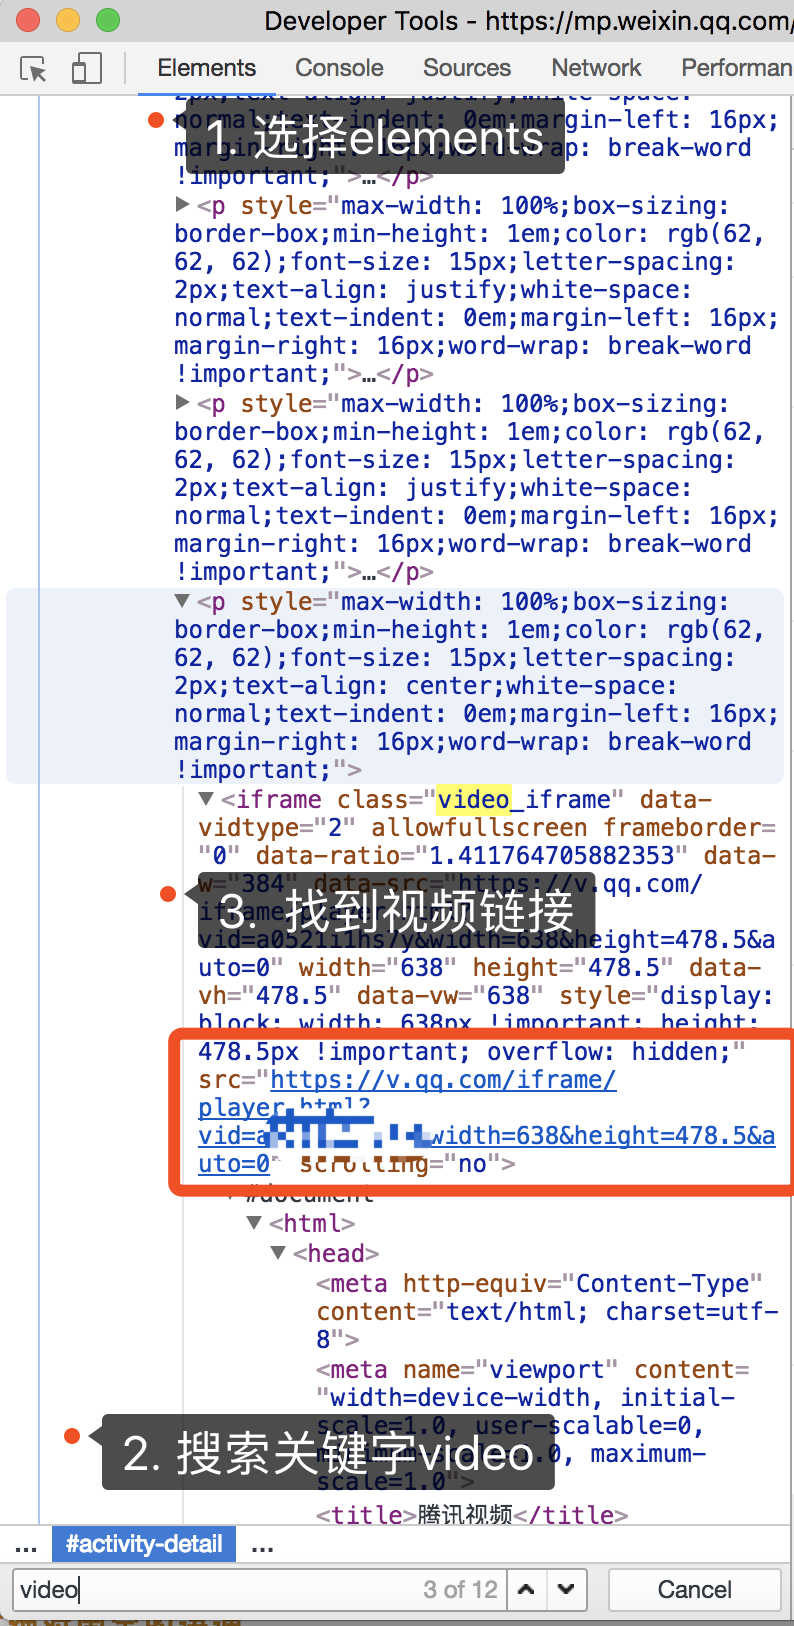 Developer Tools - https://mp.weixin.qq.com/
Elements Console Sources Network Performan
1. 选择elements
normal;text-indent: 0em;margin-left: 16px;
margin-right: 16px;word-wrap: break-word
!important;">…</p>
<p style="max-width: 100%;box-sizing:
border-box;min-height: 1em;color: rgb(62,
62, 62);font-size: 15px;letter-spacing:
2px;text-align: justify;white-space:
normal;text-indent: 0em;margin-left: 16px;
margin-right: 16px;word-wrap: break-word
!important;">…</p>
<p style="max-width: 100%;box-sizing:
border-box;min-height: 1em;color: rgb(62,
62, 62);font-size: 15px;letter-spacing:
2px;text-align: justify;white-space:
normal;text-indent: 0em;margin-left: 16px;
margin-right: 16px;word-wrap: break-word
!important;">…</p>
<p style="max-width: 100%;box-sizing:
border-box;min-height: 1em;color: rgb(62,
62, 62);font-size: 15px;letter-spacing:
2px;text-align: center;white-space:
normal;text-indent: 0em;margin-left: 16px;
margin-right: 16px;word-wrap: break-word
!important;">
<iframe class="video_iframe" data-
vidtype="2" allowfullscreen frameborder=
"0" data-ratio="1.411764705882353" data-
w="384" data-src="https://v.qq.com/
3. 找到视频链接
vid=a0521i1hs7y&width=638&height=478.5&a
uto=0" width="638" height="478.5" data-
vh="478.5" data-vw="638" style="display:
block; width: 638px !important; height:
478.5px !important; overflow: hidden;"
src="https://v.qq.com/iframe/
player.html?
vid=a width=638&height=478.5&a
uto=0" scrolling="no">
#document
<html>
<head>
<meta http-equiv="Content-Type"
content="text/html; charset=utf-
8">
<meta name="viewport" content=
"width=device-width, initial-
scale=1.0, user-scalable=0,
2. 搜索关键字video
minimum-scale=1.0, maximum-
scale=1.0">
<title>腾讯视频</title>
... #activity-detail ...
video 3 of 12 Cancel